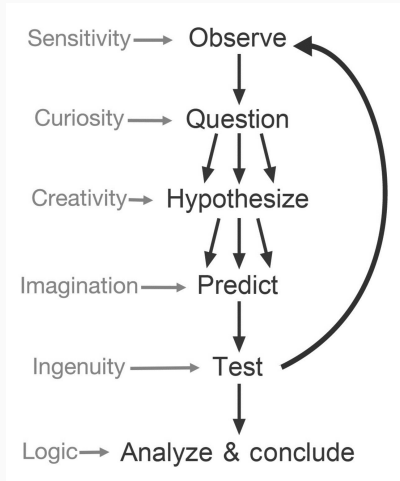 Sensitivity Observe
Curiosity Question
Creativity Hypothesize
Imagination Predict
Ingenuity Test
Logic Analyze & conclude